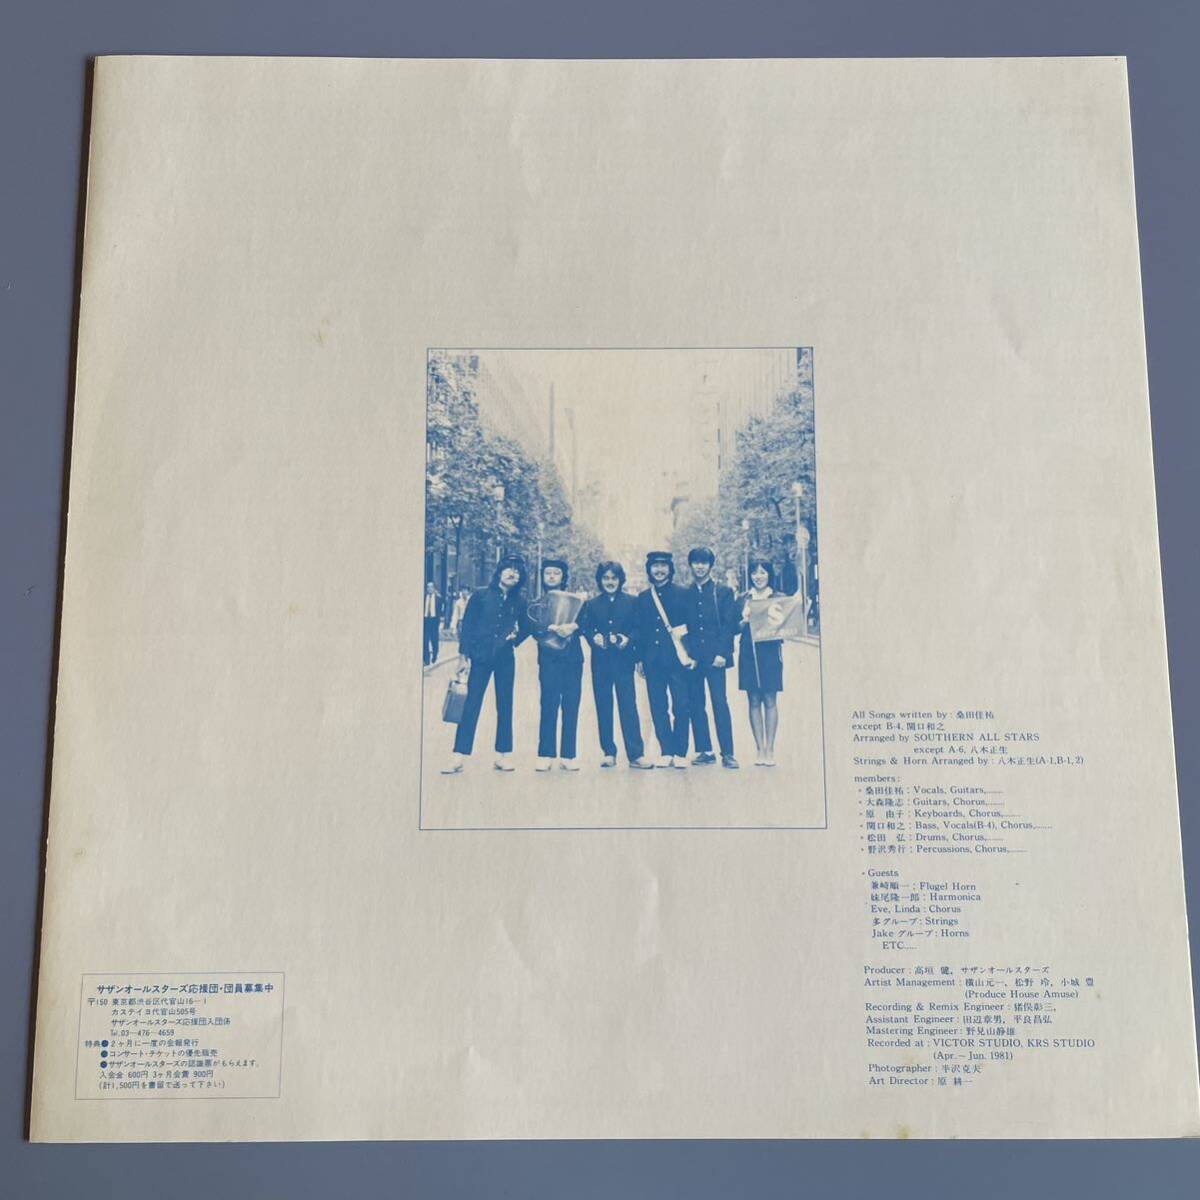 S
All Songs written by : 桑田佳祐
except B-4, 関口和之
Arranged by SOUTHERN ALL STARS
except A-6, 八木正生
Strings & Horn Arranged by : 八木正生(A-1,B-1, 2)
members :
• 桑田佳祐 : Vocals, Guitars,......
• 大森隆志 : Guitars, Chorus,......
• 原　由子 : Keyboards, Chorus,......
• 関口和之 : Bass, Vocals(B-4), Chorus,......
• 松田　弘 : Drums, Chorus,......
• 野沢秀行 : Percussions, Chorus,......
• Guests
兼崎順一 : Flugel Horn
妹尾隆一郎 : Harmonica
Eve, Linda : Chorus
多グループ : Strings
Jake グループ : Horns
ETC.....
Producer : 高垣 健, サザンオールスターズ
Artist Management : 横山元一, 松野 玲, 小城 豊
(Produce House Amuse)
Recording & Remix Engineer : 猪俣彰三,
Assistant Engineer : 田辺章男, 平良昌弘
Mastering Engineer : 野見山静雄
Recorded at : VICTOR STUDIO, KRS STUDIO
(Apr. ~ Jun. 1981)
Photographer : 半沢克夫
Art Director : 原 耕一
サザンオールスターズ応援団・団員募集中
〒150 東京都渋谷区代官山16-1
カステイヨ代官山505号
サザンオールスターズ応援団入団係
Tel.03-476-4659
特典●2ヶ月に一度の会報発行
●コンサート・チケットの優先販売
●サザンオールスターズの認識票がもらえます。
入会金 600円 3ヶ月会費 900円
(計1,500円を書留で送って下さい)